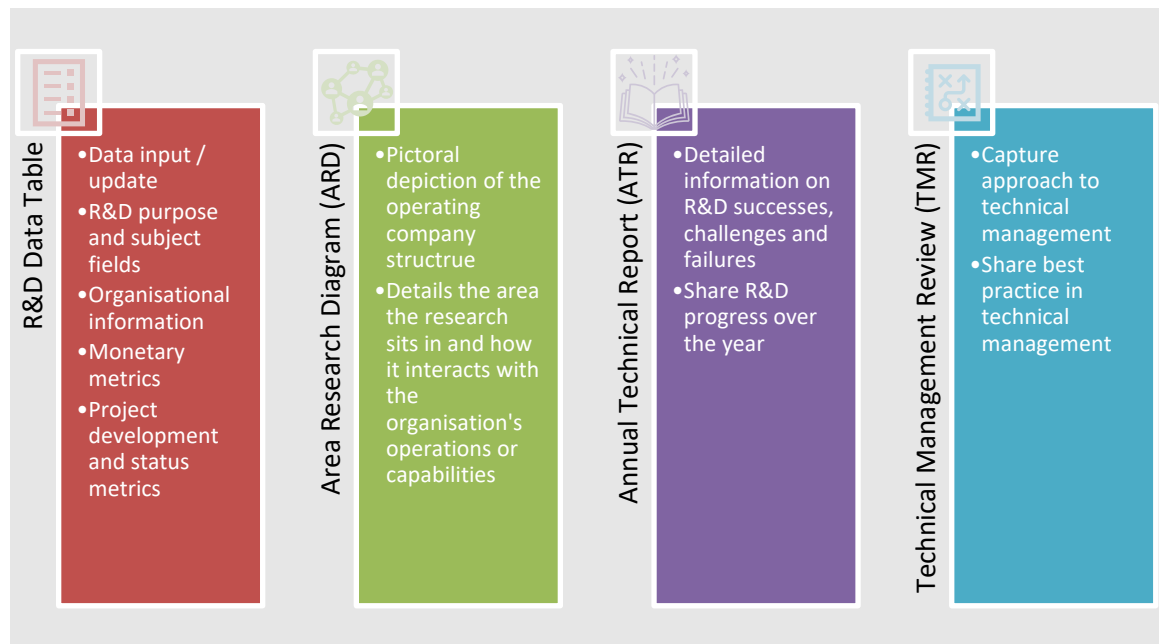 R&D Data Table
•Data input /
update
•R&D purpose
and subject
fields
•Organisational
information
•Monetary
metrics
•Project
development
and status
metrics
Area Research Diagram (ARD)
•Pictoral
depiction of the
operating
company
structrue
•Details the area
the research
sits in and how
it interacts with
the
organisation's
operations or
capabilities
Annual Technical Report (ATR)
•Detailed
information on
R&D successes,
challenges and
failures
•Share R&D
progress over
the year
Technical Management Review (TMR)
•Capture
approach to
technical
management
•Share best
practice in
technical
management